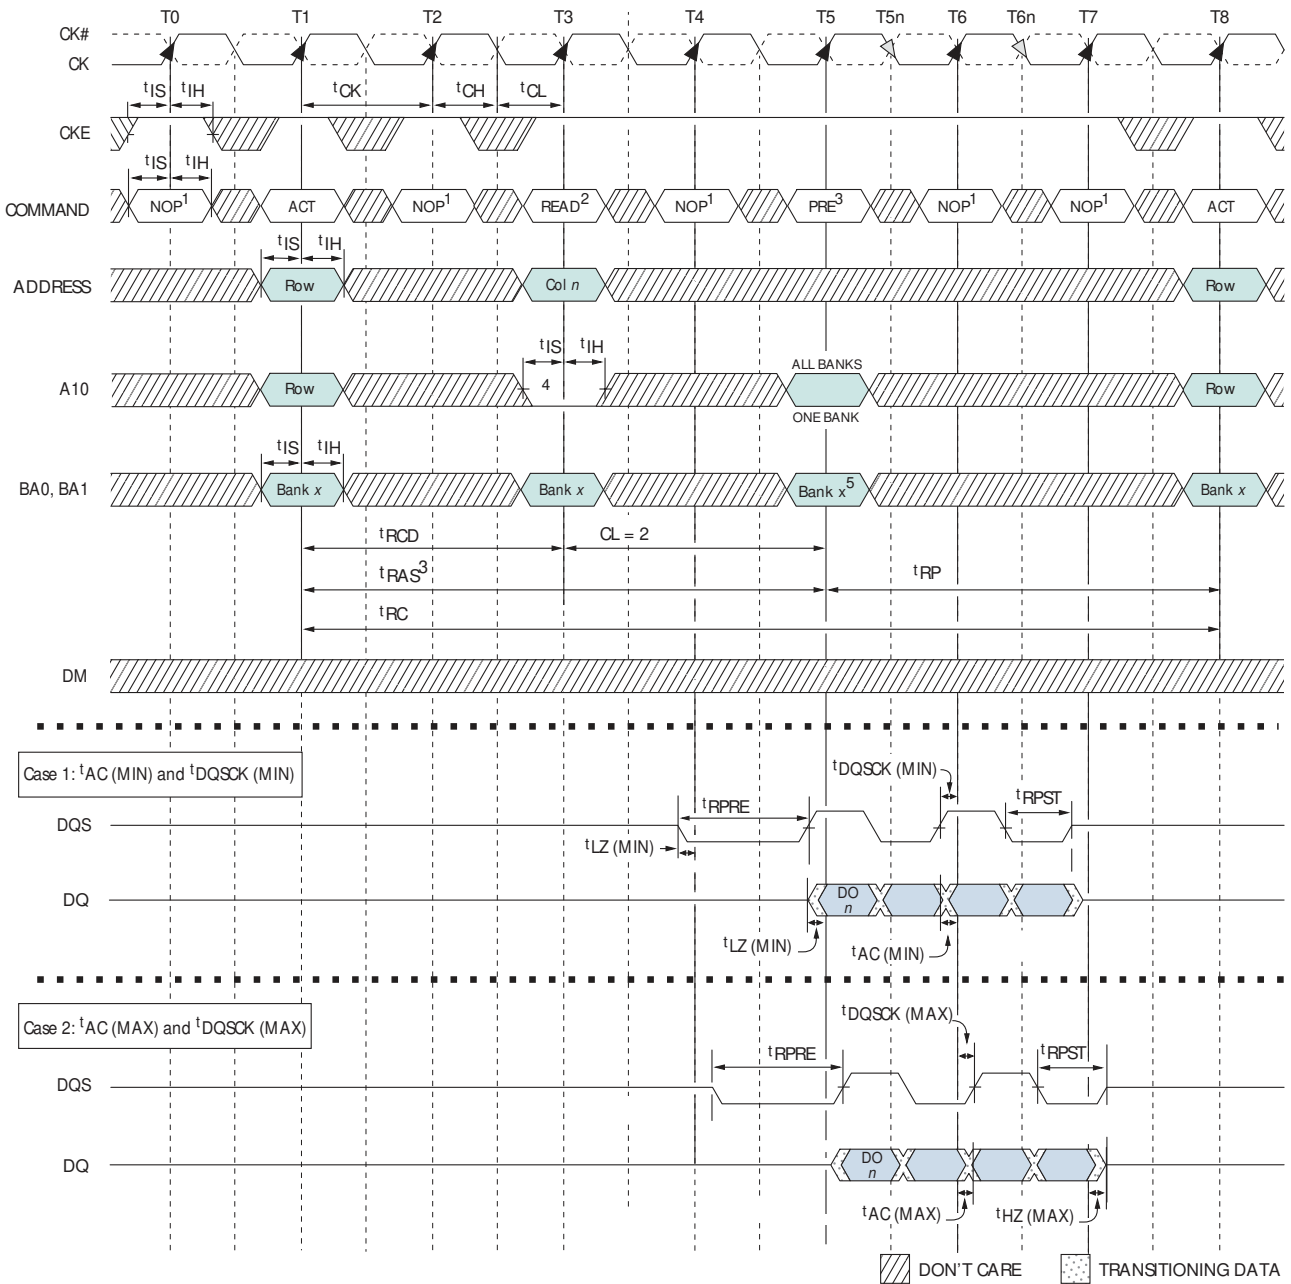 T0 T1 T2 T3 T4 T5 T5n T6 T6n T7 T8
CK#
CK
tIS tIH tCK tCH tCL
CKE
tIS tIH
COMMAND NOP1 ACT NOP1 READ2 NOP1 PRE3 NOP1 NOP1 ACT
tIS tIH
ADDRESS Row Col n Row
tIS tIH
ALL BANKS
A10 Row 4 Row
ONE BANK
tIS tIH
BA0, BA1 Bank x Bank x Bank x5 Bank x
tRCD CL = 2
tRAS3 tRP
tRC
DM
Case 1: tAC (MIN) and tDQSCK (MIN)
tDQSCK (MIN)
tRPRE tRPST
DQS
tLZ (MIN)
DQ DO
n
tLZ (MIN) tAC (MIN)
Case 2: tAC (MAX) and tDQSCK (MAX)
tDQSCK (MAX)
tRPRE tRPST
DQS
DQ DO
n
tAC (MAX) tHZ (MAX)
DON'T CARE TRANSITIONING DATA